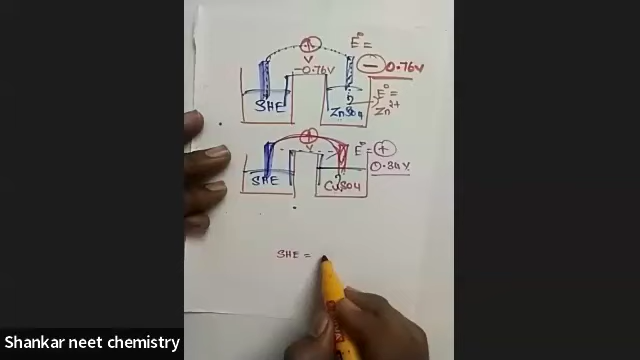 E° =
V
−0.76V
− 0.76V
SHE
ZnSO4
E° =
Zn2+
V
E° = +
0.34V
SHE
CuSO4
SHE =
Shankar neet chemistry